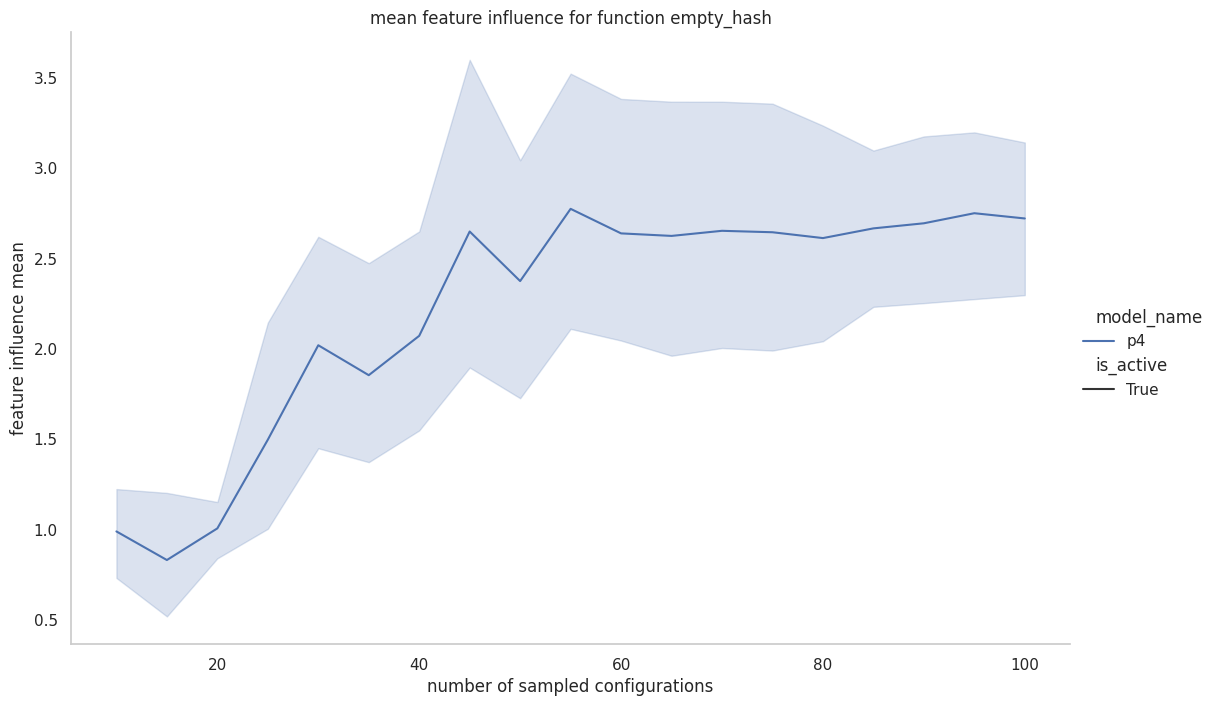 mean feature influence for function empty_hash
feature influence mean
3.5
3.0
2.5
2.0
1.5
1.0
0.5
20 40 60 80 100
number of sampled configurations
model_name
p4
is_active
True